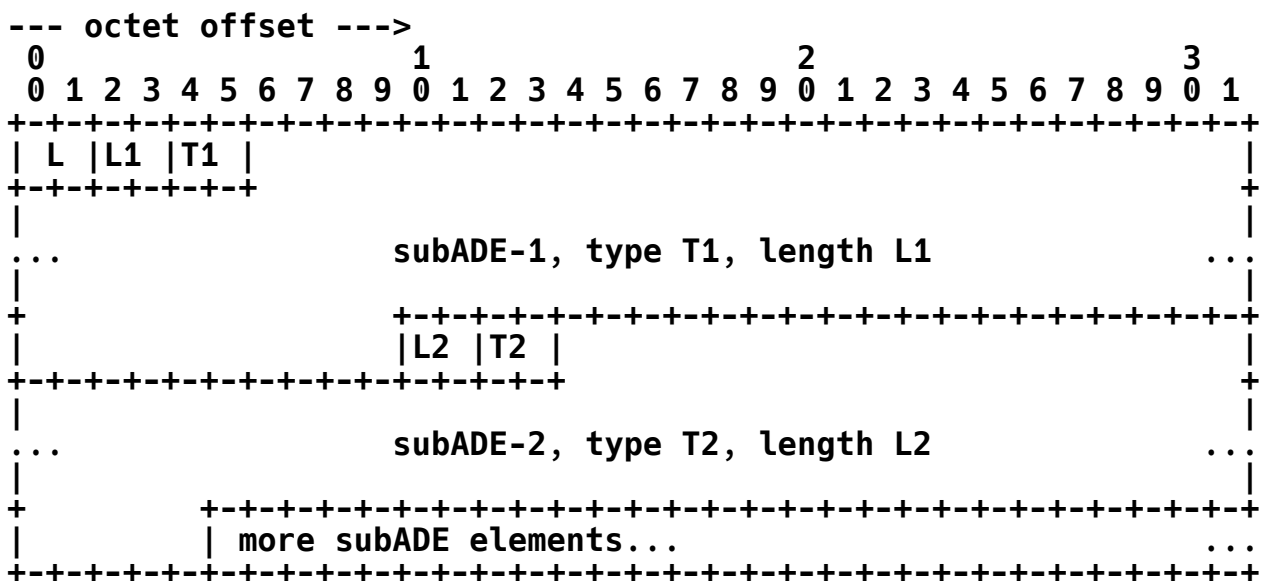 --- octet offset --->
 0                   1                   2                   3
 0 1 2 3 4 5 6 7 8 9 0 1 2 3 4 5 6 7 8 9 0 1 2 3 4 5 6 7 8 9 0 1
+-+-+-+-+-+-+-+-+-+-+-+-+-+-+-+-+-+-+-+-+-+-+-+-+-+-+-+-+-+-+-+-+
| L |L1 |T1 |                                                   |
+-+-+-+-+-+-+                                                   +
|                                                               |
...                 subADE-1, type T1, length L1              ...
|                                                               |
+                   +-+-+-+-+-+-+-+-+-+-+-+-+-+-+-+-+-+-+-+-+-+-+
|                   |L2 |T2 |                                   |
+-+-+-+-+-+-+-+-+-+-+-+-+-+-+                                   +
|                                                               |
...                 subADE-2, type T2, length L2              ...
|                                                               |
+         +-+-+-+-+-+-+-+-+-+-+-+-+-+-+-+-+-+-+-+-+-+-+-+-+-+-+-+
|         | more subADE elements...                           ...
+-+-+-+-+-+-+-+-+-+-+-+-+-+-+-+-+-+-+-+-+-+-+-+-+-+-+-+-+-+-+-+-+